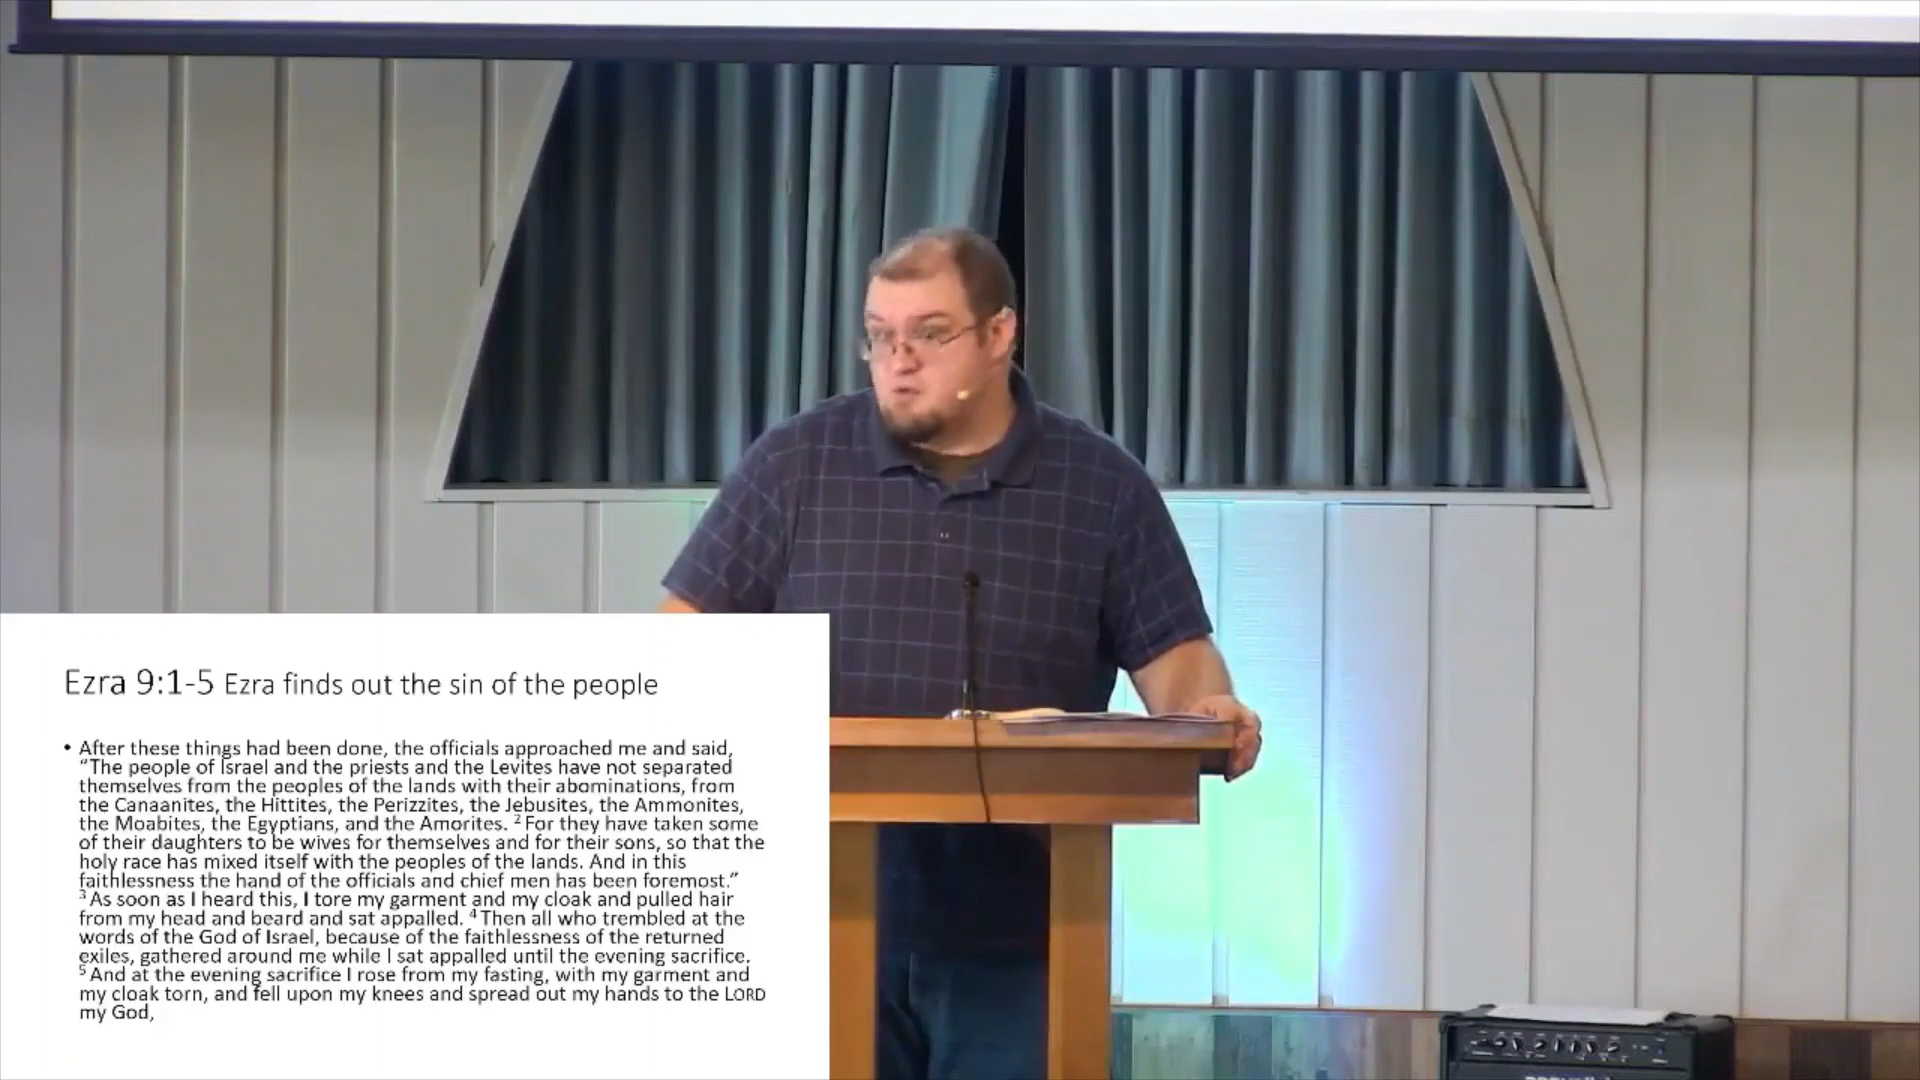 Ezra 9:1-5 Ezra finds out the sin of the people
• After these things had been done, the officials approached me and said,
“The people of Israel and the priests and the Levites have not separated
themselves from the peoples of the lands with their abominations, from
the Canaanites, the Hittites, the Perizzites, the Jebusites, the Ammonites,
the Moabites, the Egyptians, and the Amorites. ² For they have taken some
of their daughters to be wives for themselves and for their sons, so that the
holy race has mixed itself with the peoples of the lands. And in this
faithlessness the hand of the officials and chief men has been foremost.”
³ As soon as I heard this, I tore my garment and my cloak and pulled hair
from my head and beard and sat appalled. ⁴ Then all who trembled at the
words of the God of Israel, because of the faithlessness of the returned
exiles, gathered around me while I sat appalled until the evening sacrifice.
⁵ And at the evening sacrifice I rose from my fasting, with my garment and
my cloak torn, and fell upon my knees and spread out my hands to the LORD
my God,